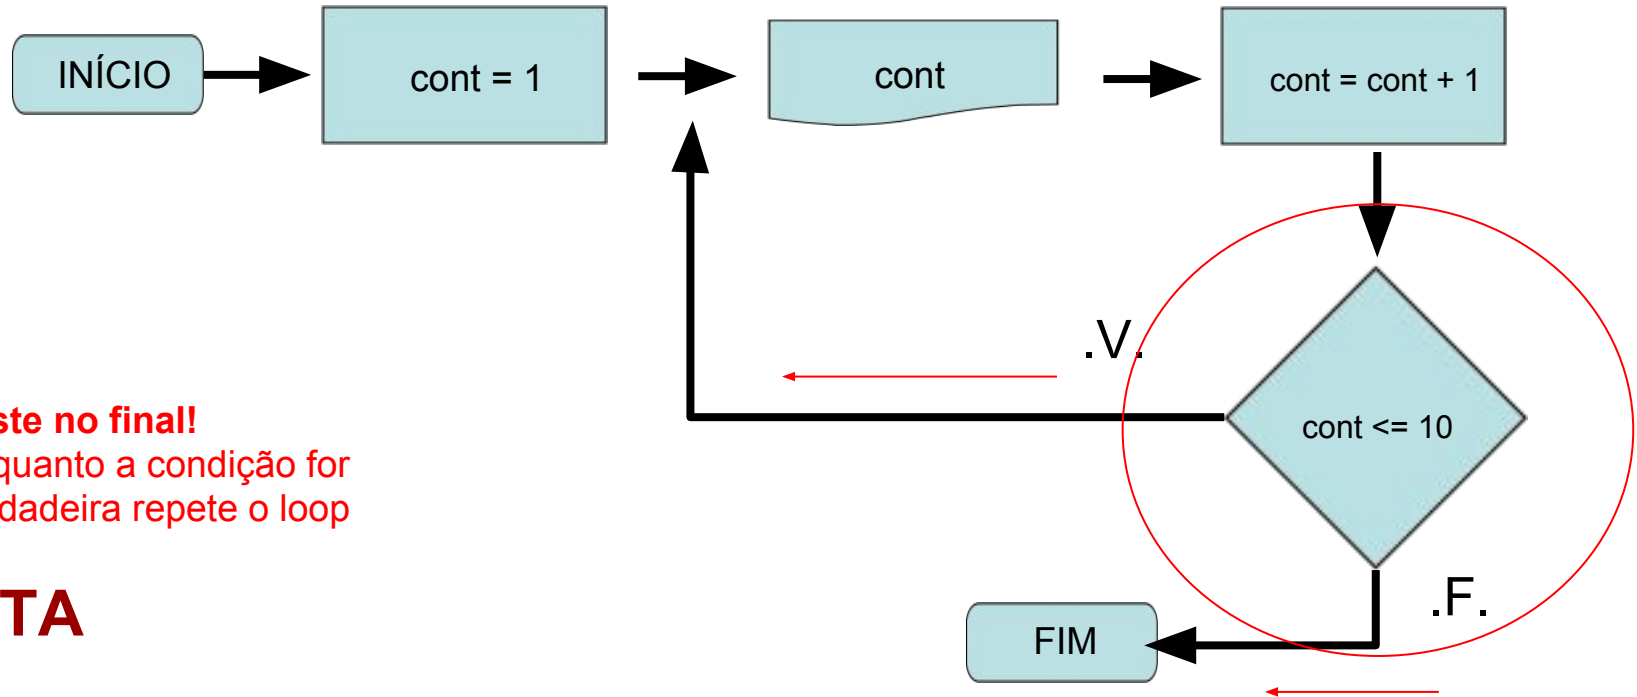 INÍCIO
cont = 1
cont
cont = cont + 1
.V.
cont <= 10
ste no final!
quanto a condição for
dadeira repete o loop
TA
.F.
FIM